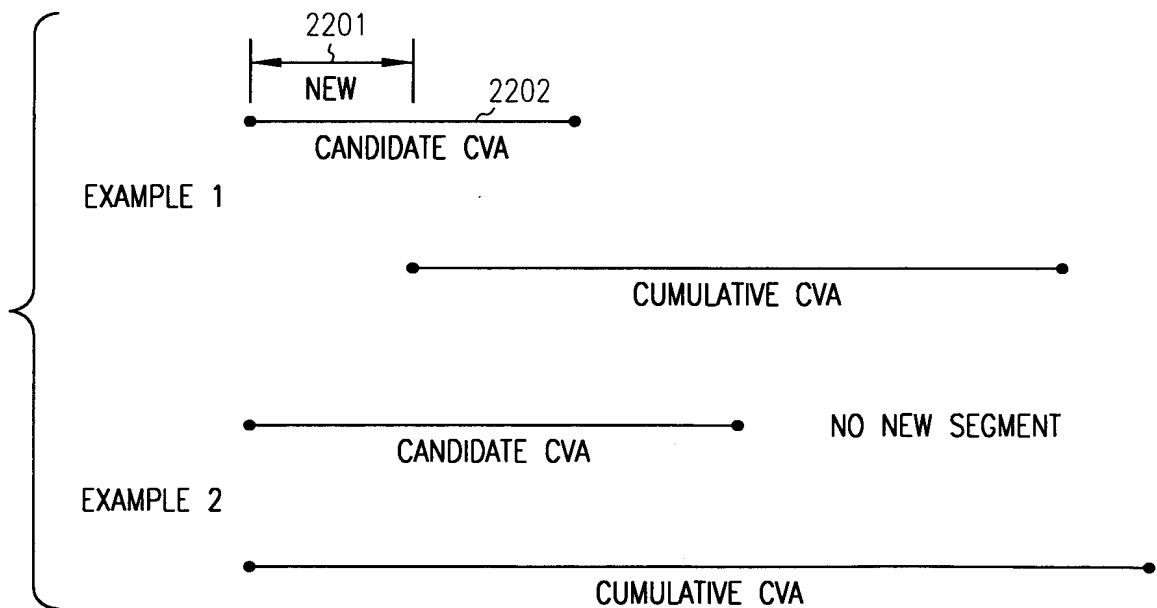 2201
NEW
2202
CANDIDATE CVA
EXAMPLE 1
CUMULATIVE CVA
NO NEW SEGMENT
CANDIDATE CVA
EXAMPLE 2
CUMULATIVE CVA